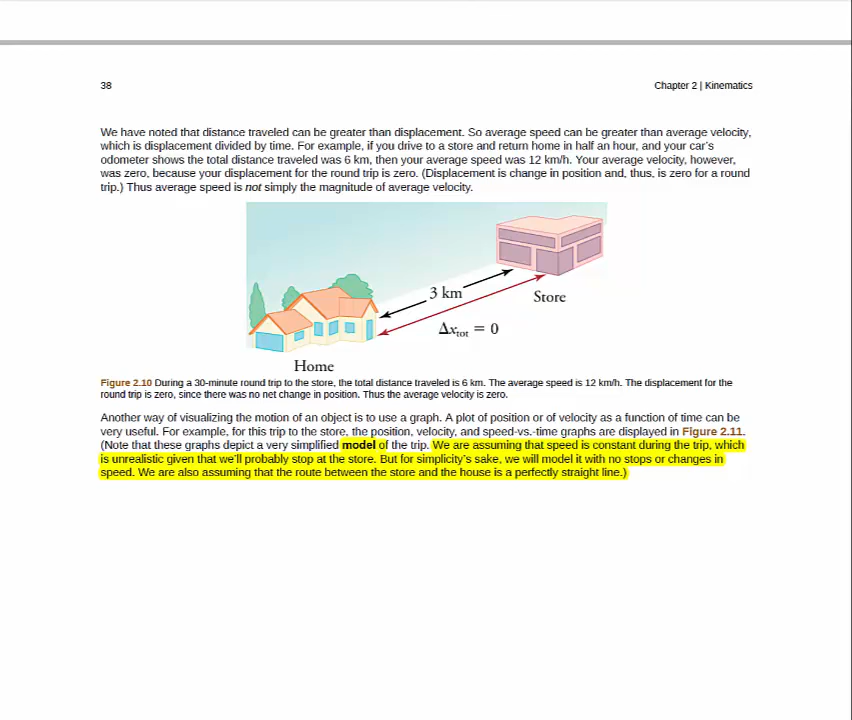 38
Chapter 2 | Kinematics
We have noted that distance traveled can be greater than displacement. So average speed can be greater than average velocity,
which is displacement divided by time. For example, if you drive to a store and return home in half an hour, and your car's
odometer shows the total distance traveled was 6 km, then your average speed was 12 km/h. Your average velocity, however,
was zero, because your displacement for the round trip is zero. (Displacement is change in position and, thus, is zero for a round
trip.) Thus average speed is not simply the magnitude of average velocity.
3 km
Store
Δxtot = 0
Home
Figure 2.10 During a 30-minute round trip to the store, the total distance traveled is 6 km. The average speed is 12 km/h. The displacement for the
round trip is zero, since there was no net change in position. Thus the average velocity is zero.
Another way of visualizing the motion of an object is to use a graph. A plot of position or of velocity as a function of time can be
very useful. For example, for this trip to the store, the position, velocity, and speed-vs.-time graphs are displayed in Figure 2.11.
(Note that these graphs depict a very simplified model of the trip. We are assuming that speed is constant during the trip, which
is unrealistic given that we'll probably stop at the store. But for simplicity's sake, we will model it with no stops or changes in
speed. We are also assuming that the route between the store and the house is a perfectly straight line.)